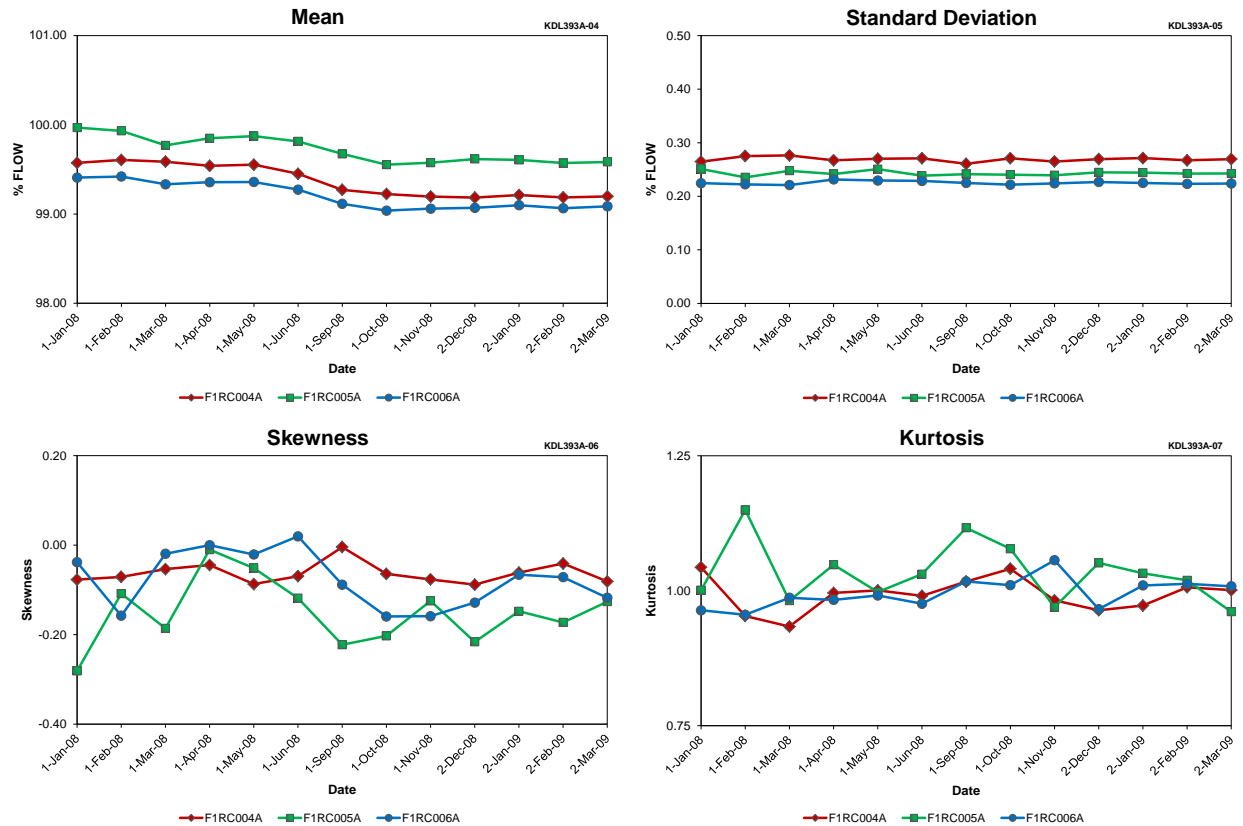 Mean
KDL393A-04
101.00
100.00
99.00
98.00
% FLOW
1-Jan-08
1-Feb-08
1-Mar-08
1-Apr-08
1-May-08
1-Jun-08
1-Sep-08
1-Oct-08
1-Nov-08
2-Dec-08
2-Jan-09
2-Feb-09
2-Mar-09
Date
F1RC004A F1RC005A F1RC006A
Standard Deviation
KDL393A-05
0.50
0.40
0.30
0.20
0.10
0.00
% FLOW
1-Jan-08
1-Feb-08
1-Mar-08
1-Apr-08
1-May-08
1-Jun-08
1-Sep-08
1-Oct-08
1-Nov-08
2-Dec-08
2-Jan-09
2-Feb-09
2-Mar-09
Date
F1RC004A F1RC005A F1RC006A
Skewness
KDL393A-06
0.20
0.00
-0.20
-0.40
Skewness
1-Jan-08
1-Feb-08
1-Mar-08
1-Apr-08
1-May-08
1-Jun-08
1-Sep-08
1-Oct-08
1-Nov-08
2-Dec-08
2-Jan-09
2-Feb-09
2-Mar-09
Date
F1RC004A F1RC005A F1RC006A
Kurtosis
KDL393A-07
1.25
1.00
0.75
Kurtosis
1-Jan-08
1-Feb-08
1-Mar-08
1-Apr-08
1-May-08
1-Jun-08
1-Sep-08
1-Oct-08
1-Nov-08
2-Dec-08
2-Jan-09
2-Feb-09
2-Mar-09
Date
F1RC004A F1RC005A F1RC006A